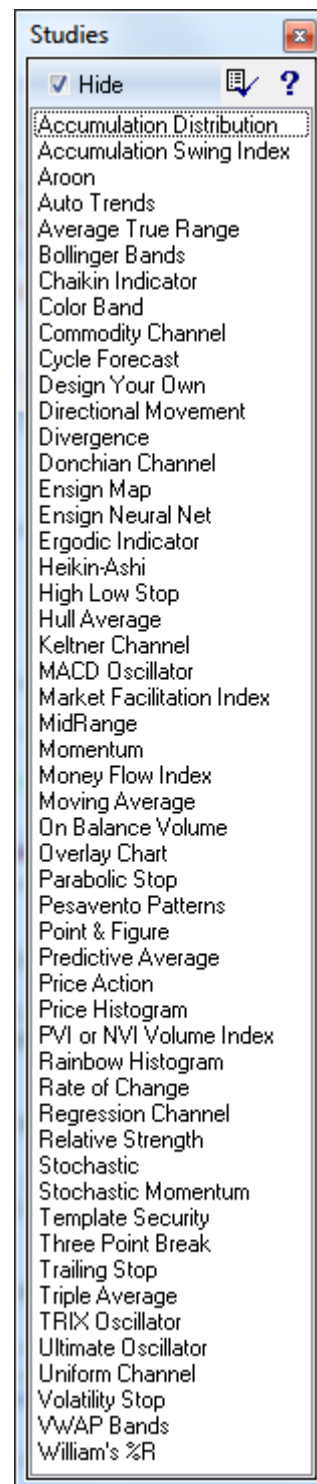 Studies
Hide ?
Accumulation Distribution
Accumulation Swing Index
Aroon
Auto Trends
Average True Range
Bollinger Bands
Chaikin Indicator
Color Band
Commodity Channel
Cycle Forecast
Design Your Own
Directional Movement
Divergence
Donchian Channel
Ensign Map
Ensign Neural Net
Ergodic Indicator
Heikin-Ashi
High Low Stop
Hull Average
Keltner Channel
MACD Oscillator
Market Facilitation Index
MidRange
Momentum
Money Flow Index
Moving Average
On Balance Volume
Overlay Chart
Parabolic Stop
Pesavento Patterns
Point & Figure
Predictive Average
Price Action
Price Histogram
PVI or NVI Volume Index
Rainbow Histogram
Rate of Change
Regression Channel
Relative Strength
Stochastic
Stochastic Momentum
Template Security
Three Point Break
Trailing Stop
Triple Average
TRIX Oscillator
Ultimate Oscillator
Uniform Channel
Volatility Stop
VWAP Bands
William's %R